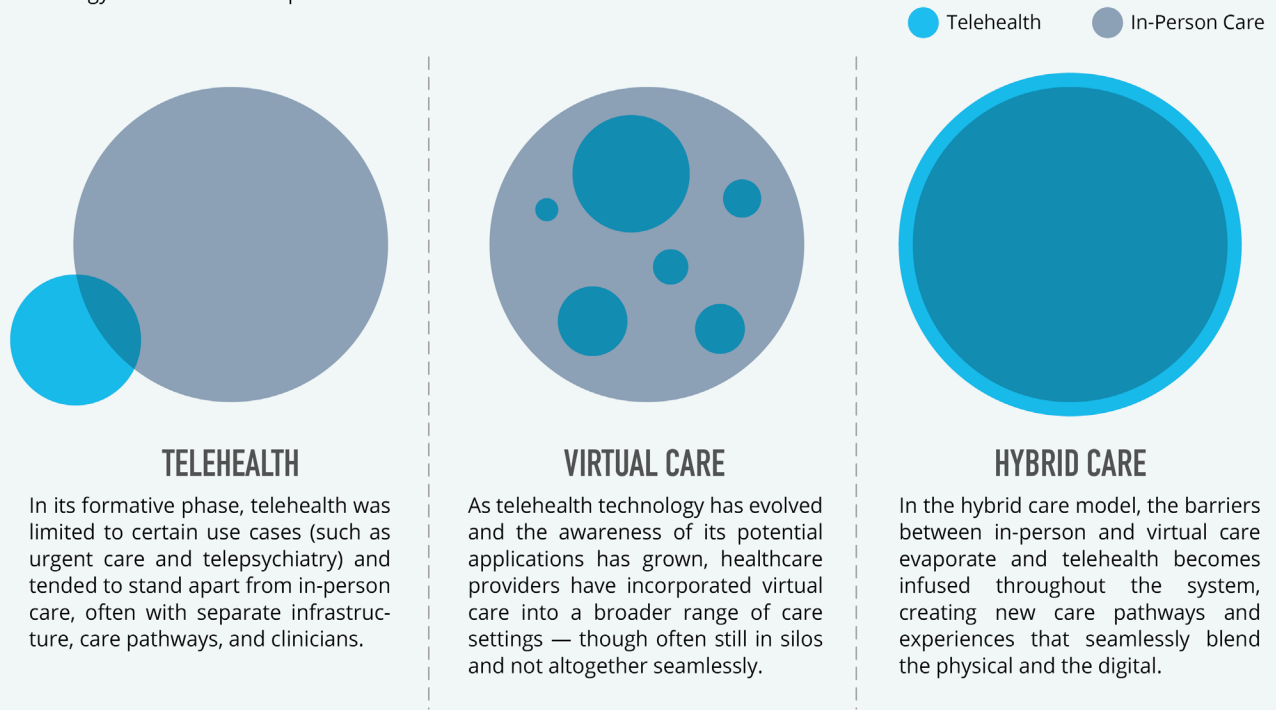 Telehealth
In-Person Care
TELEHEALTH
In its formative phase, telehealth was
limited to certain use cases (such as
urgent care and telepsychiatry) and
tended to stand apart from in-person
care, often with separate infrastruc-
ture, care pathways, and clinicians.
VIRTUAL CARE
As telehealth technology has evolved
and the awareness of its potential
applications has grown, healthcare
providers have incorporated virtual
care into a broader range of care
settings — though often still in silos
and not altogether seamlessly.
HYBRID CARE
In the hybrid care model, the barriers
between in-person and virtual care
evaporate and telehealth becomes
infused throughout the system,
creating new care pathways and
experiences that seamlessly blend
the physical and the digital.